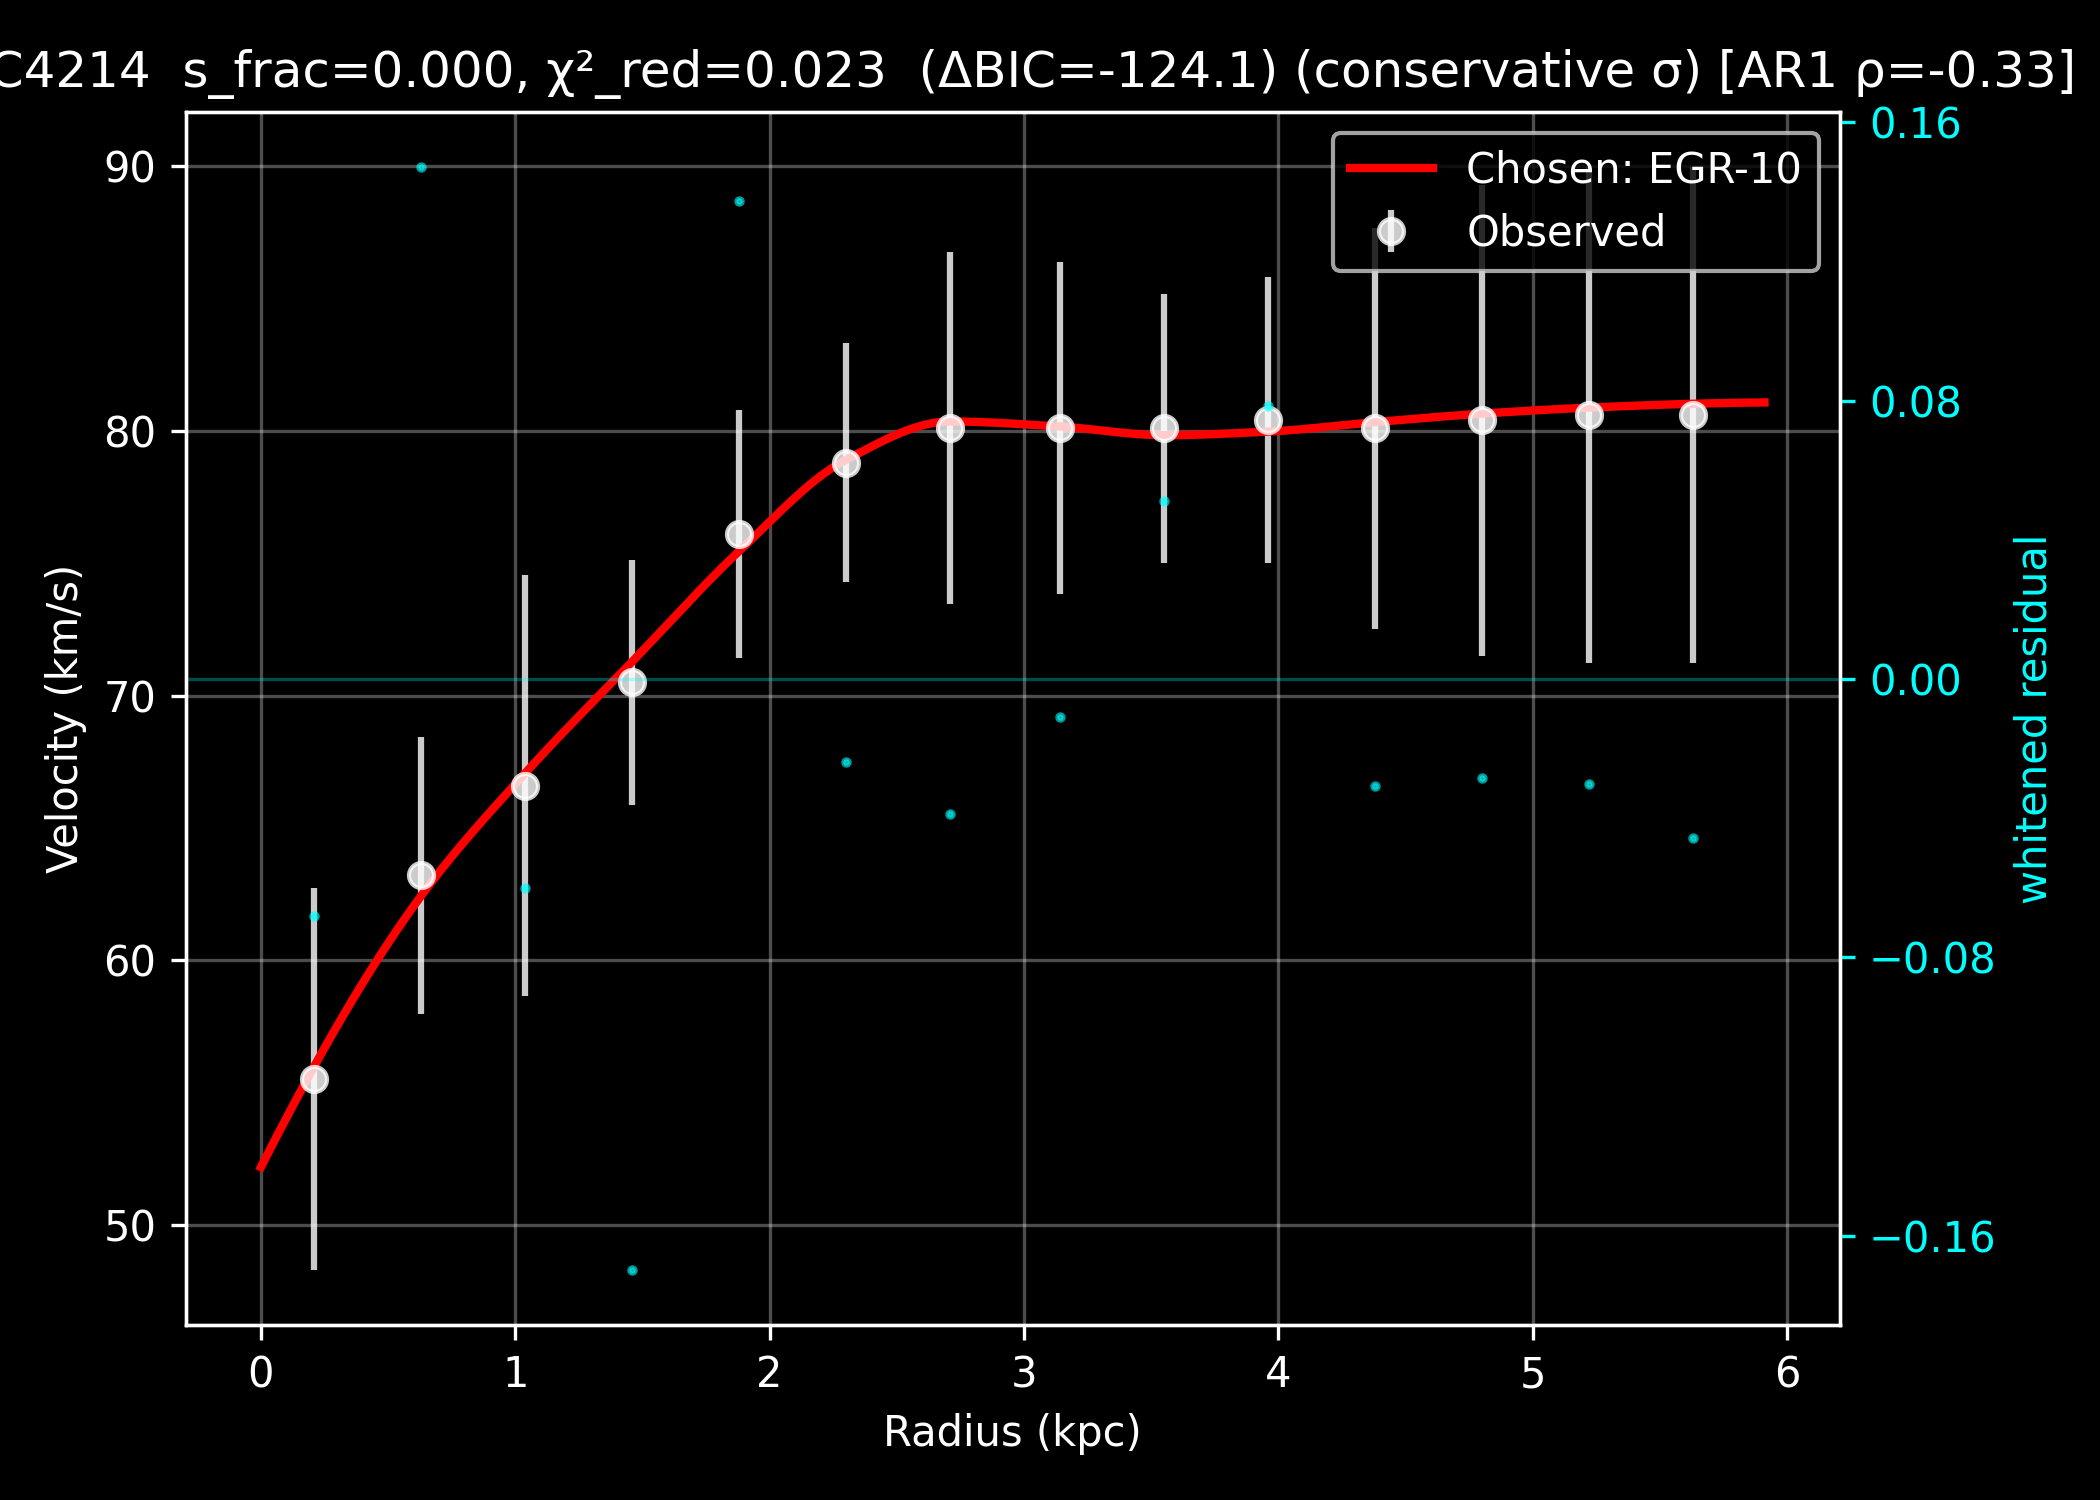 C4214 s_frac=0.000, χ²_red=0.023 (ΔBIC=-124.1) (conservative σ) [AR1 ρ=-0.33]
Chosen: EGR-10
Observed
90
80
70
60
50
Velocity (km/s)
0.16
0.08
0.00
−0.08
−0.16
whitened residual
0 1 2 3 4 5 6
Radius (kpc)